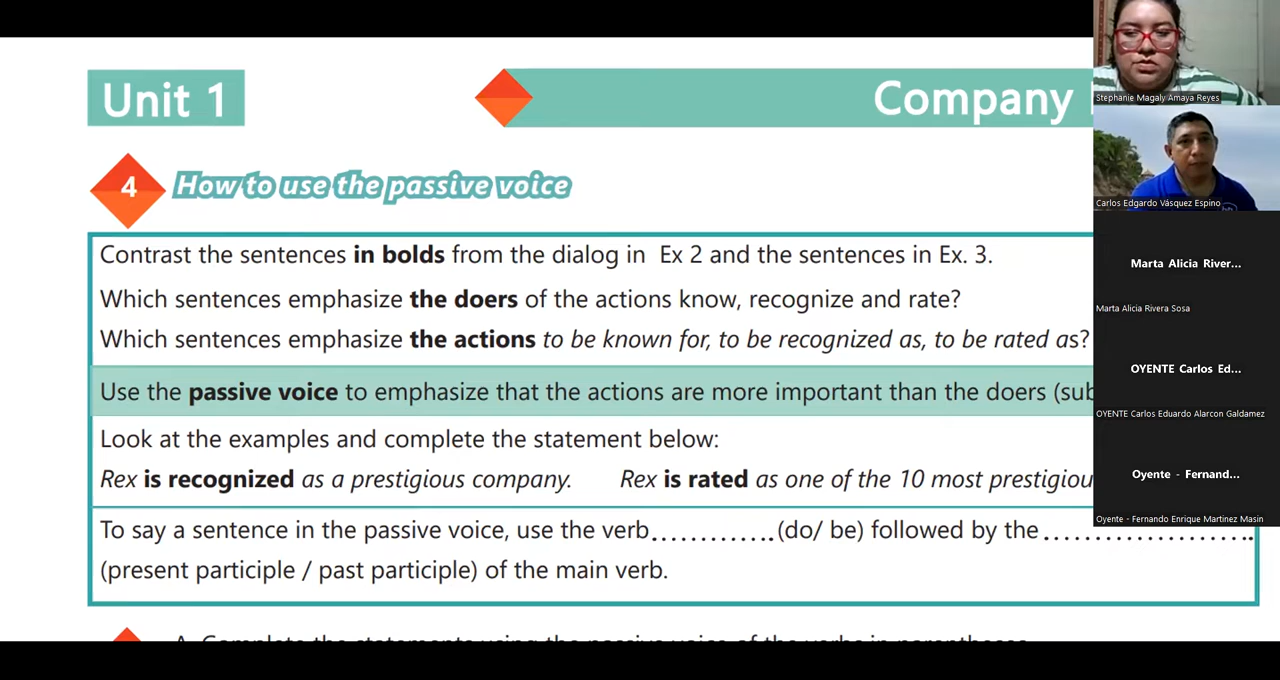 Unit 1
Company
4
How to use the passive voice
Contrast the sentences in bolds from the dialog in Ex 2 and the sentences in Ex. 3.
Which sentences emphasize the doers of the actions know, recognize and rate?
Which sentences emphasize the actions to be known for, to be recognized as, to be rated as?
Use the passive voice to emphasize that the actions are more important than the doers (sub
Look at the examples and complete the statement below:
Rex is recognized as a prestigious company. Rex is rated as one of the 10 most prestigiou
To say a sentence in the passive voice, use the verb ............. (do/ be) followed by the .....................
(present participle / past participle) of the main verb.
A. Complete the statements using the passive voice of the verbs in parentheses
Stephanie Magaly Amaya Reyes
Carlos Edgardo Vásquez Espino
Marta Alicia River...
Marta Alicia Rivera Sosa
OYENTE Carlos Ed...
OYENTE Carlos Eduardo Alarcon Galdamez
Oyente - Fernand...
Oyente - Fernando Enrique Martinez Masin